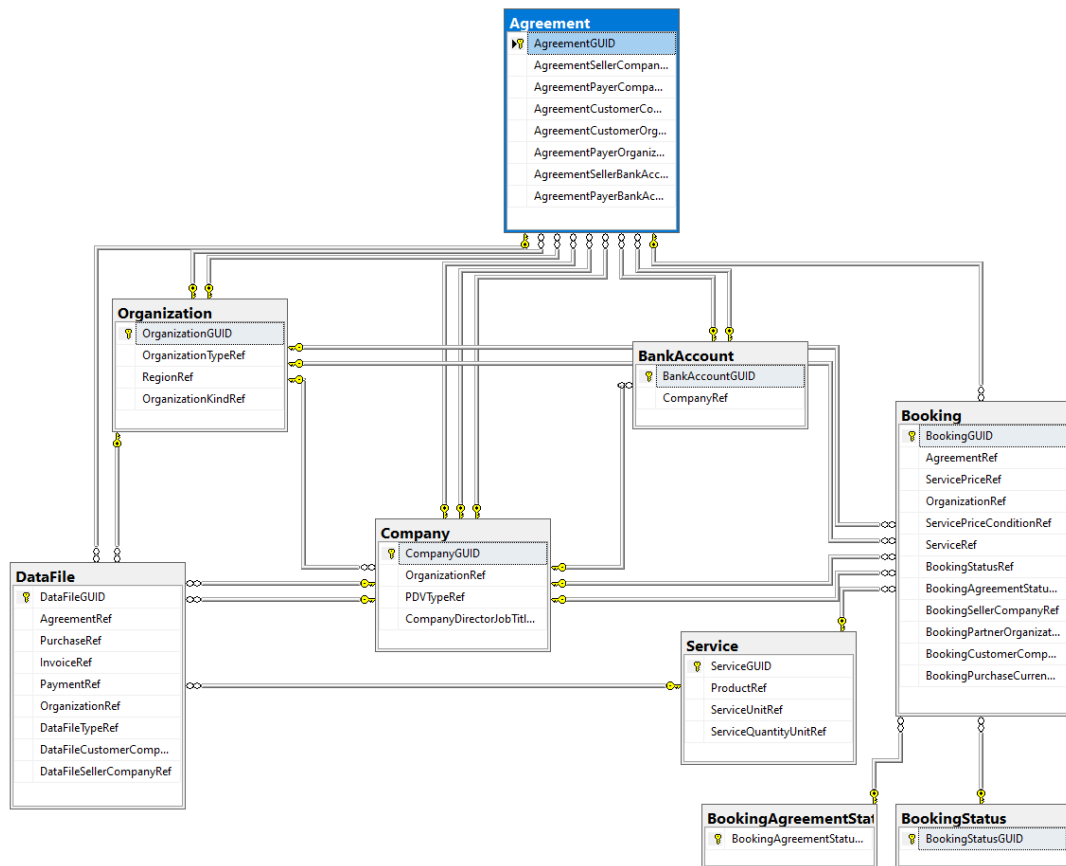 Agreement
AgreementGUID
AgreementSellerCompan...
AgreementPayerCompa...
AgreementCustomerCo...
AgreementCustomerOrg...
AgreementPayerOrganiz...
AgreementSellerBankAcc...
AgreementPayerBankAc...
Organization
OrganizationGUID
OrganizationTypeRef
RegionRef
OrganizationKindRef
BankAccount
BankAccountGUID
CompanyRef
Booking
BookingGUID
AgreementRef
ServicePriceRef
OrganizationRef
ServicePriceConditionRef
ServiceRef
BookingStatusRef
BookingAgreementStatu...
BookingSellerCompanyRef
BookingPartnerOrganizat...
BookingCustomerComp...
BookingPurchaseCurren...
Company
CompanyGUID
OrganizationRef
PDVTypeRef
CompanyDirectorJobTitl...
DataFile
DataFileGUID
AgreementRef
PurchaseRef
InvoiceRef
PaymentRef
OrganizationRef
DataFileTypeRef
DataFileCustomerComp...
DataFileSellerCompanyRef
Service
ServiceGUID
ProductRef
ServiceUnitRef
ServiceQuantityUnitRef
BookingAgreementStat
BookingAgreementStatu...
BookingStatus
BookingStatusGUID